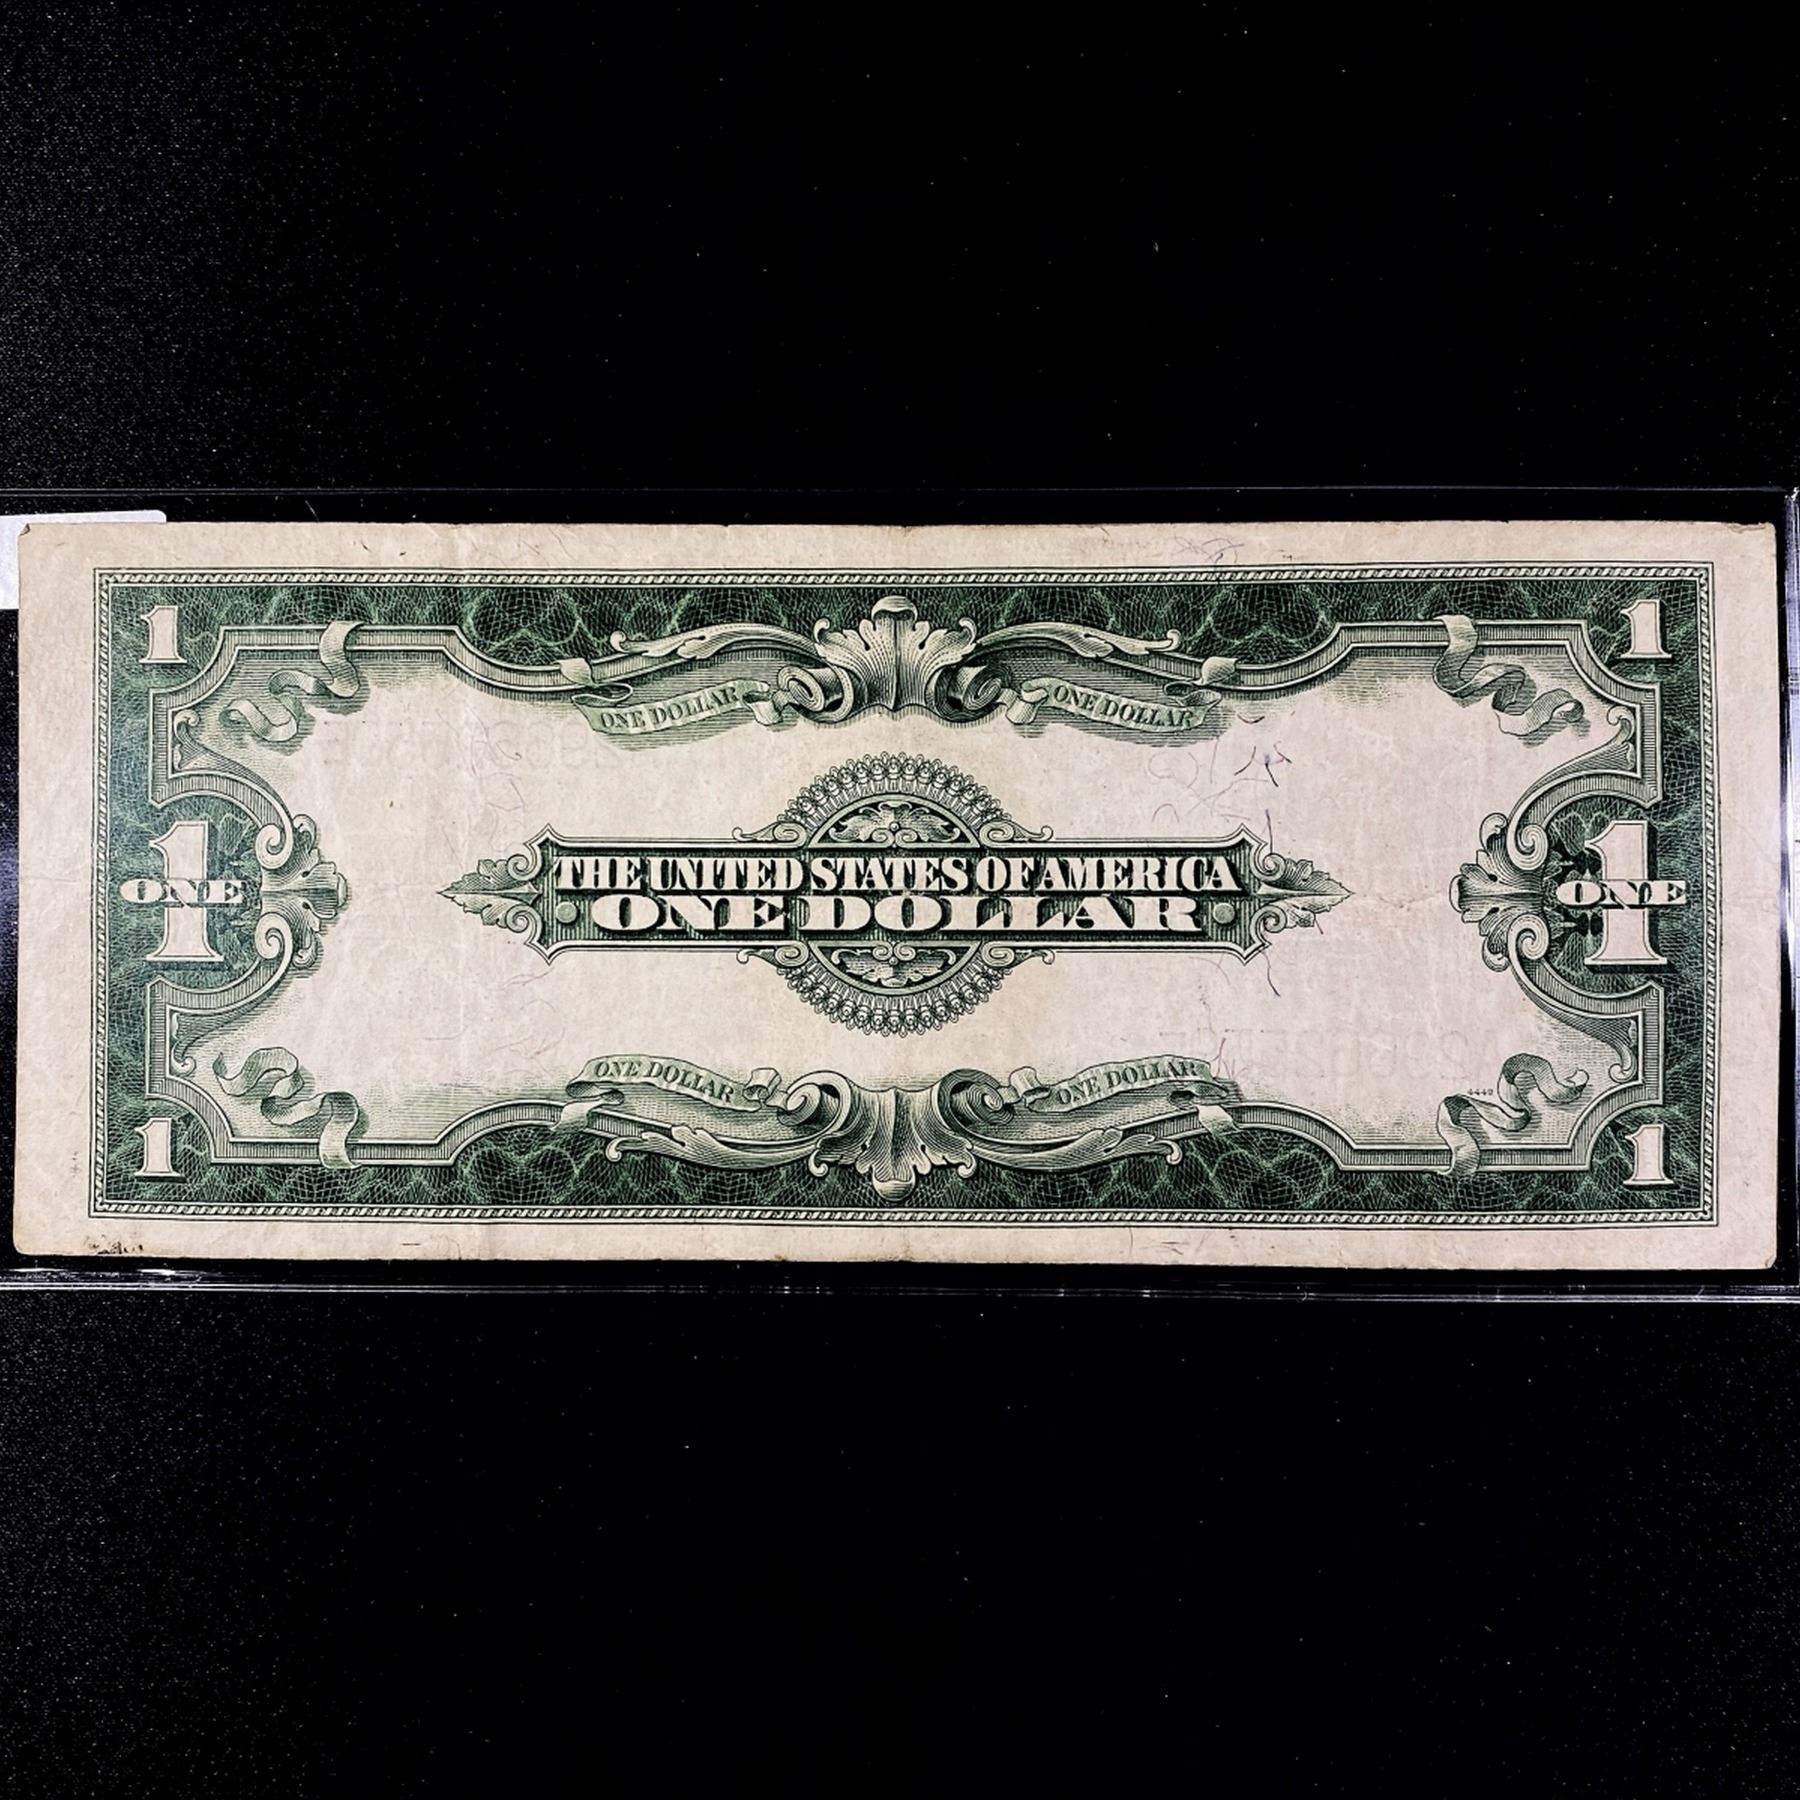 1 1
ONE DOLLAR ONE DOLLAR
1 ONE THE UNITED STATES OF AMERICA 1 ONE
ONE DOLLAR
ONE DOLLAR ONE DOLLAR
1 1